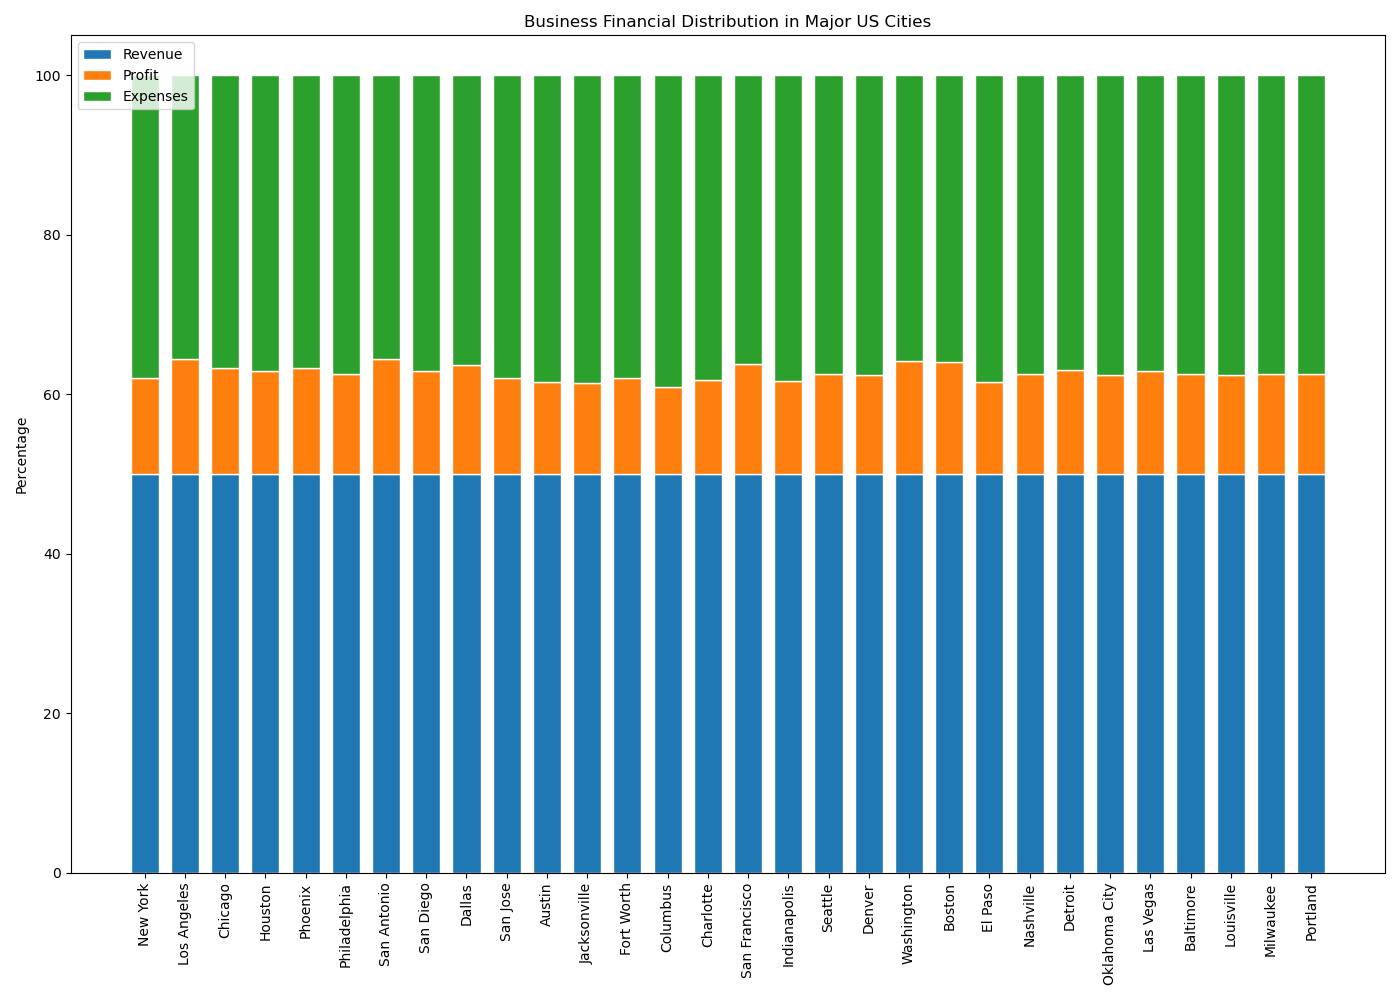 Business Financial Distribution in Major US Cities
Revenue
Profit
Expenses
Percentage
100
80
60
40
20
0
New York
Los Angeles
Chicago
Houston
Phoenix
Philadelphia
San Antonio
San Diego
Dallas
San Jose
Austin
Jacksonville
Fort Worth
Columbus
Charlotte
San Francisco
Indianapolis
Seattle
Denver
Washington
Boston
El Paso
Nashville
Detroit
Oklahoma City
Las Vegas
Baltimore
Louisville
Milwaukee
Portland